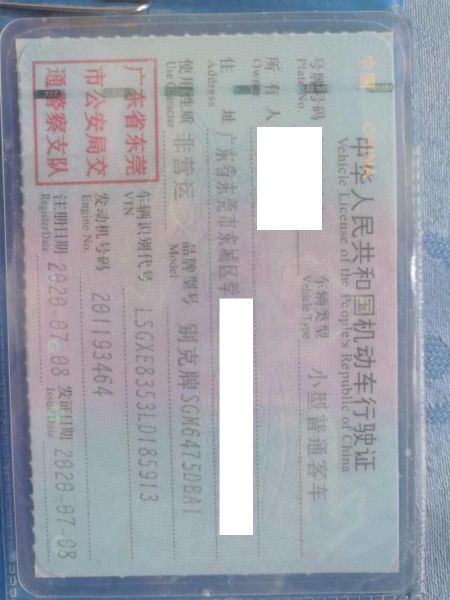 中华人民共和国机动车行驶证
Vehicle License of the People's Republic of China
号牌号码
Plate No.
车辆类型 小型普通客车
Vehicle Type
所有人
Owner
住 址 广东省东莞市东城区学
Address
使用性质 非营运 品牌型号 别克牌SGM6475DBA1
Use Character Model
广东省东莞
市公安局交
通警察支队
车辆识别代号 LSGXE8353LD185913
VIN
发动机号码 201193464
Engine No.
注册日期 2020-07-08 发证日期 2020-07-08
Register Date Issue Date